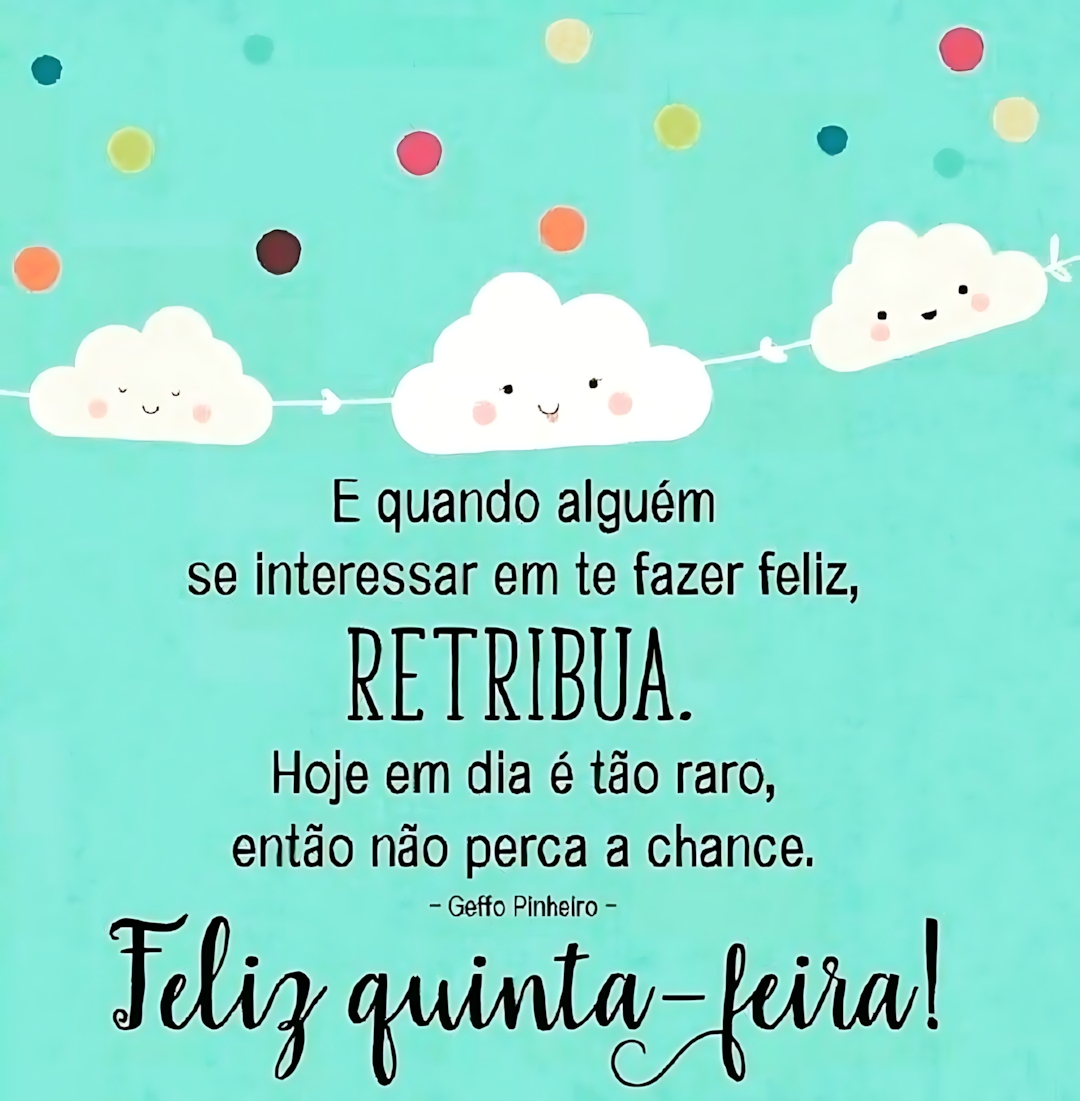 E quando alguém
se interessar em te fazer feliz,
RETRIBUA.
Hoje em dia é tão raro,
então não perca a chance.
- Geffo Pinheiro -
Feliz quinta-feira!